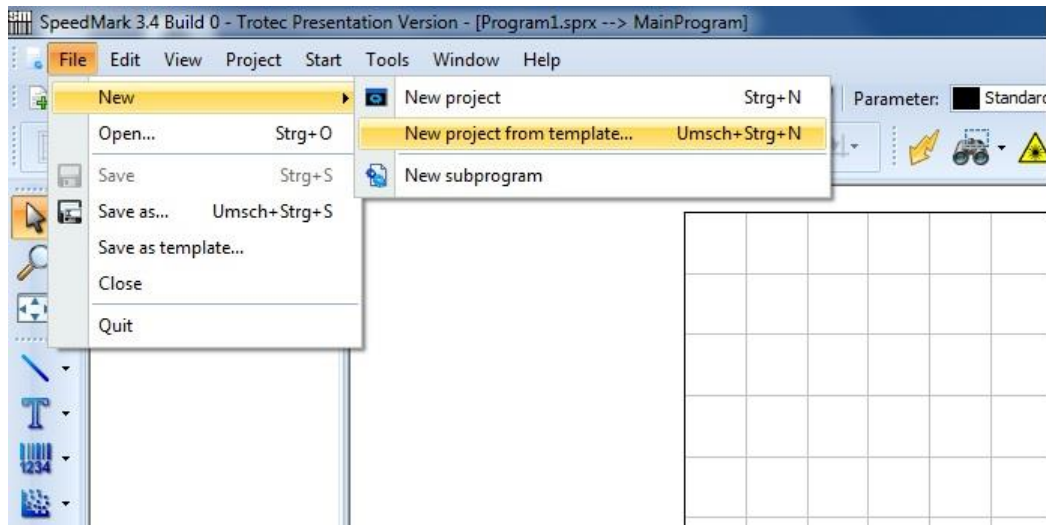 SpeedMark 3.4 Build 0 - Trotec Presentation Version - [Program1.sprx --> MainProgram]
File Edit View Project Start Tools Window Help
New
New project Strg+N
Parameter: Standard
Open... Strg+O
New project from template... Umsch+Strg+N
Save Strg+S
New subprogram
Save as... Umsch+Strg+S
Save as template...
Close
Quit
T
1234